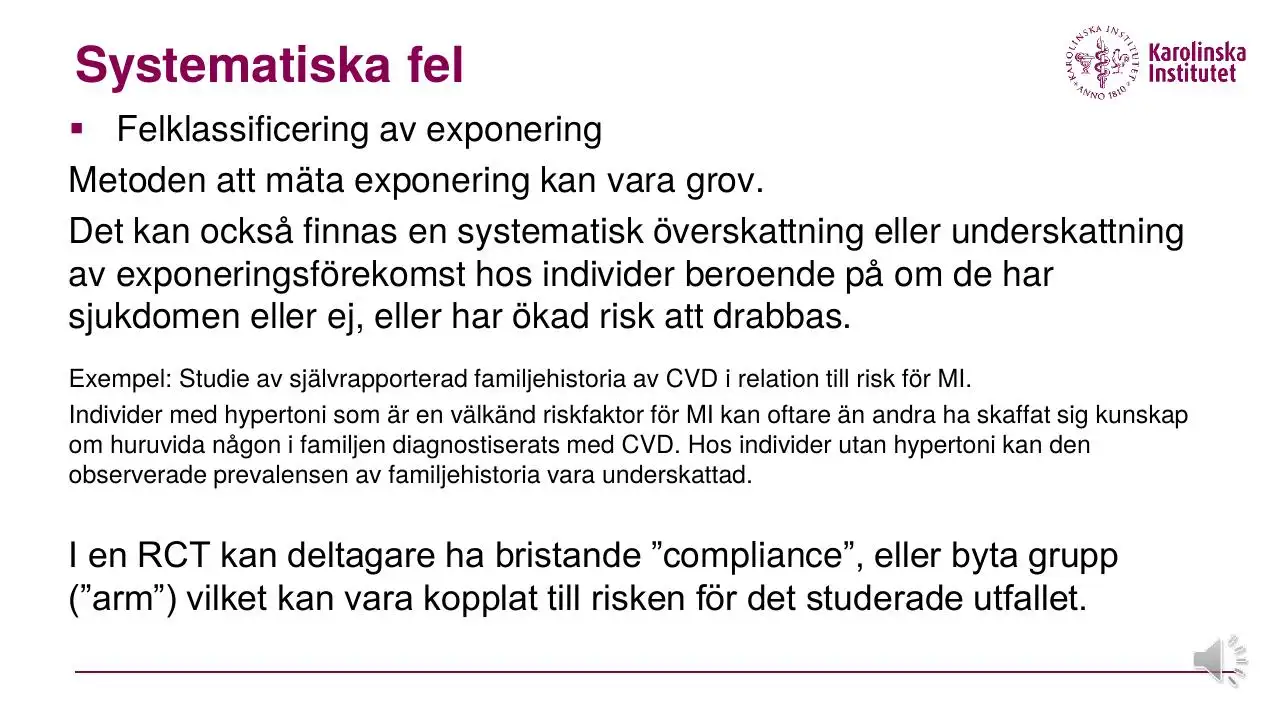 Systematiska fel
KAROLINSKA INSTITUTET
ANNO 1810
Karolinska
Institutet
▪ Felklassificering av exponering
Metoden att mäta exponering kan vara grov.
Det kan också finnas en systematisk överskattning eller underskattning
av exponeringsförekomst hos individer beroende på om de har
sjukdomen eller ej, eller har ökad risk att drabbas.
Exempel: Studie av självrapporterad familjehistoria av CVD i relation till risk för MI.
Individer med hypertoni som är en välkänd riskfaktor för MI kan oftare än andra ha skaffat sig kunskap
om huruvida någon i familjen diagnostiserats med CVD. Hos individer utan hypertoni kan den
observerade prevalensen av familjehistoria vara underskattad.
I en RCT kan deltagare ha bristande ”compliance”, eller byta grupp
(”arm”) vilket kan vara kopplat till risken för det studerade utfallet.